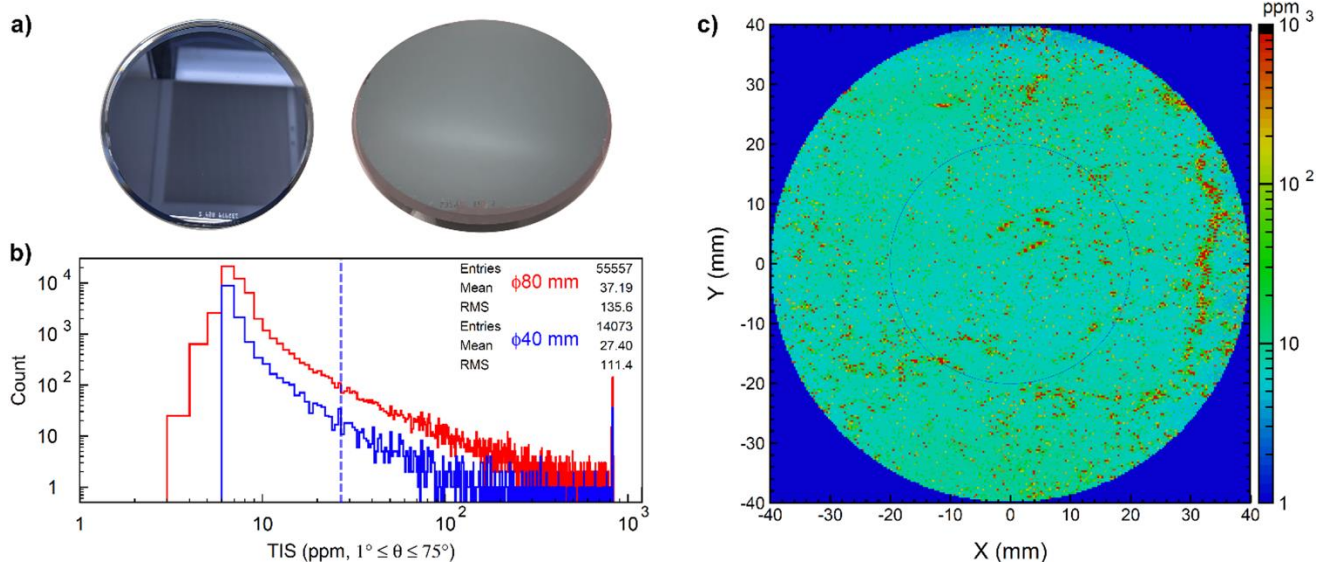 a)
b)
Entries 55557
Mean 37.19
RMS 135.6
ϕ80 mm
Entries 14073
Mean 27.40
RMS 111.4
ϕ40 mm
Count
10⁴
10³
10²
10
1
1 10 10² 10³
TIS (ppm, 1° ≤ θ ≤ 75°)
c)
ppm
10³
10²
10
1
Y (mm)
40
30
20
10
0
-10
-20
-30
-40
-40 -30 -20 -10 0 10 20 30 40
X (mm)